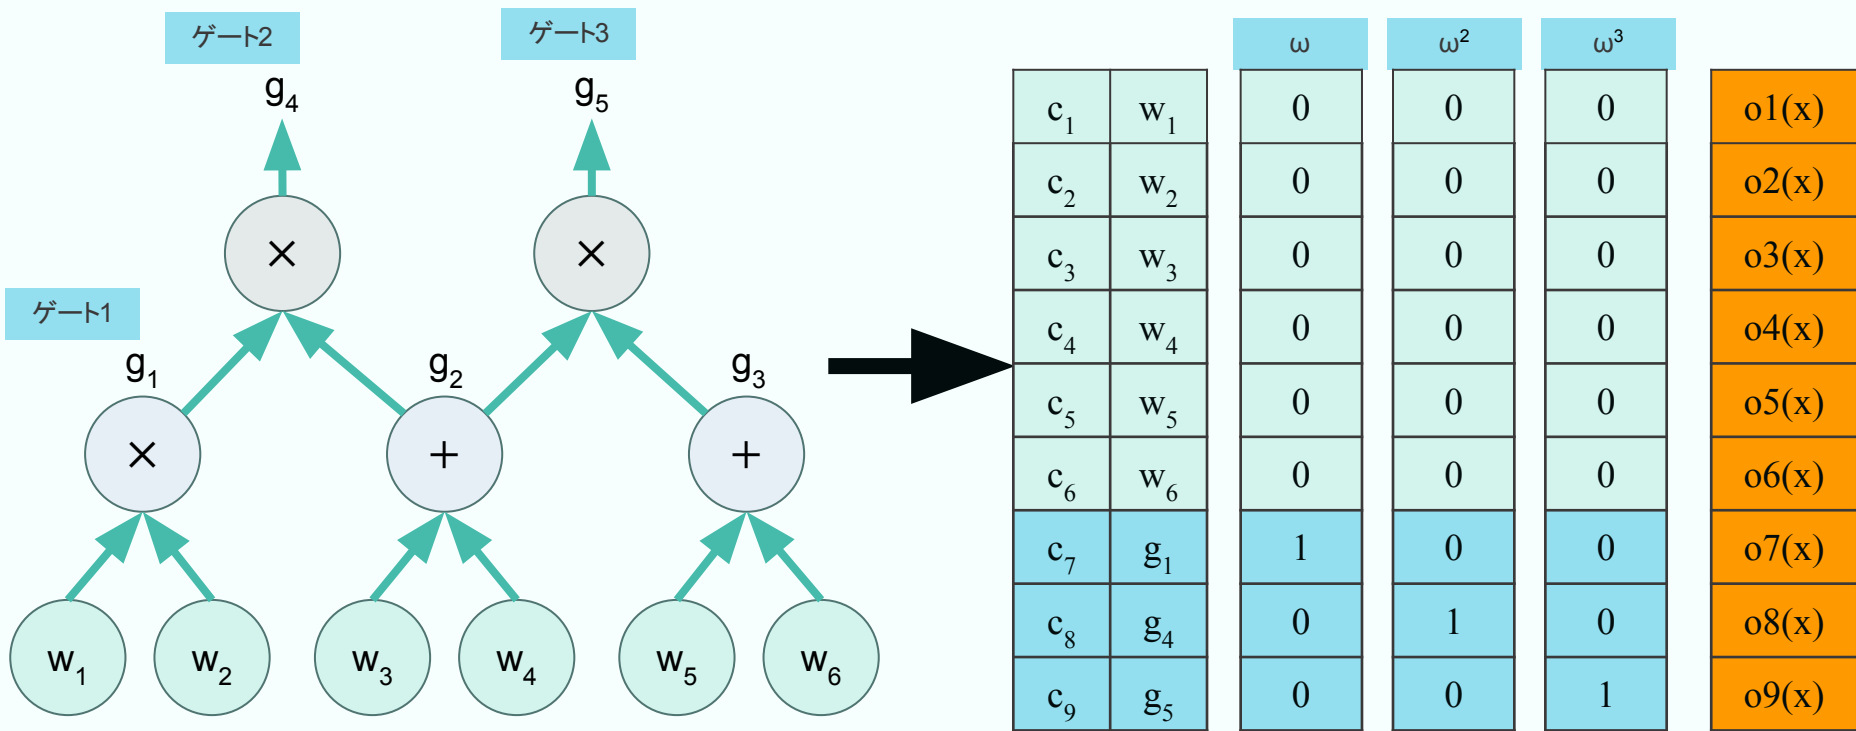 ゲート2
ゲート3
g₄
g₅
×
×
ゲート1
g₁
g₂
g₃
×
+
+
w₁
w₂
w₃
w₄
w₅
w₆
ω ω² ω³
c₁ w₁ 0 0 0 o1(x)
c₂ w₂ 0 0 0 o2(x)
c₃ w₃ 0 0 0 o3(x)
c₄ w₄ 0 0 0 o4(x)
c₅ w₅ 0 0 0 o5(x)
c₆ w₆ 0 0 0 o6(x)
c₇ g₁ 1 0 0 o7(x)
c₈ g₄ 0 1 0 o8(x)
c₉ g₅ 0 0 1 o9(x)